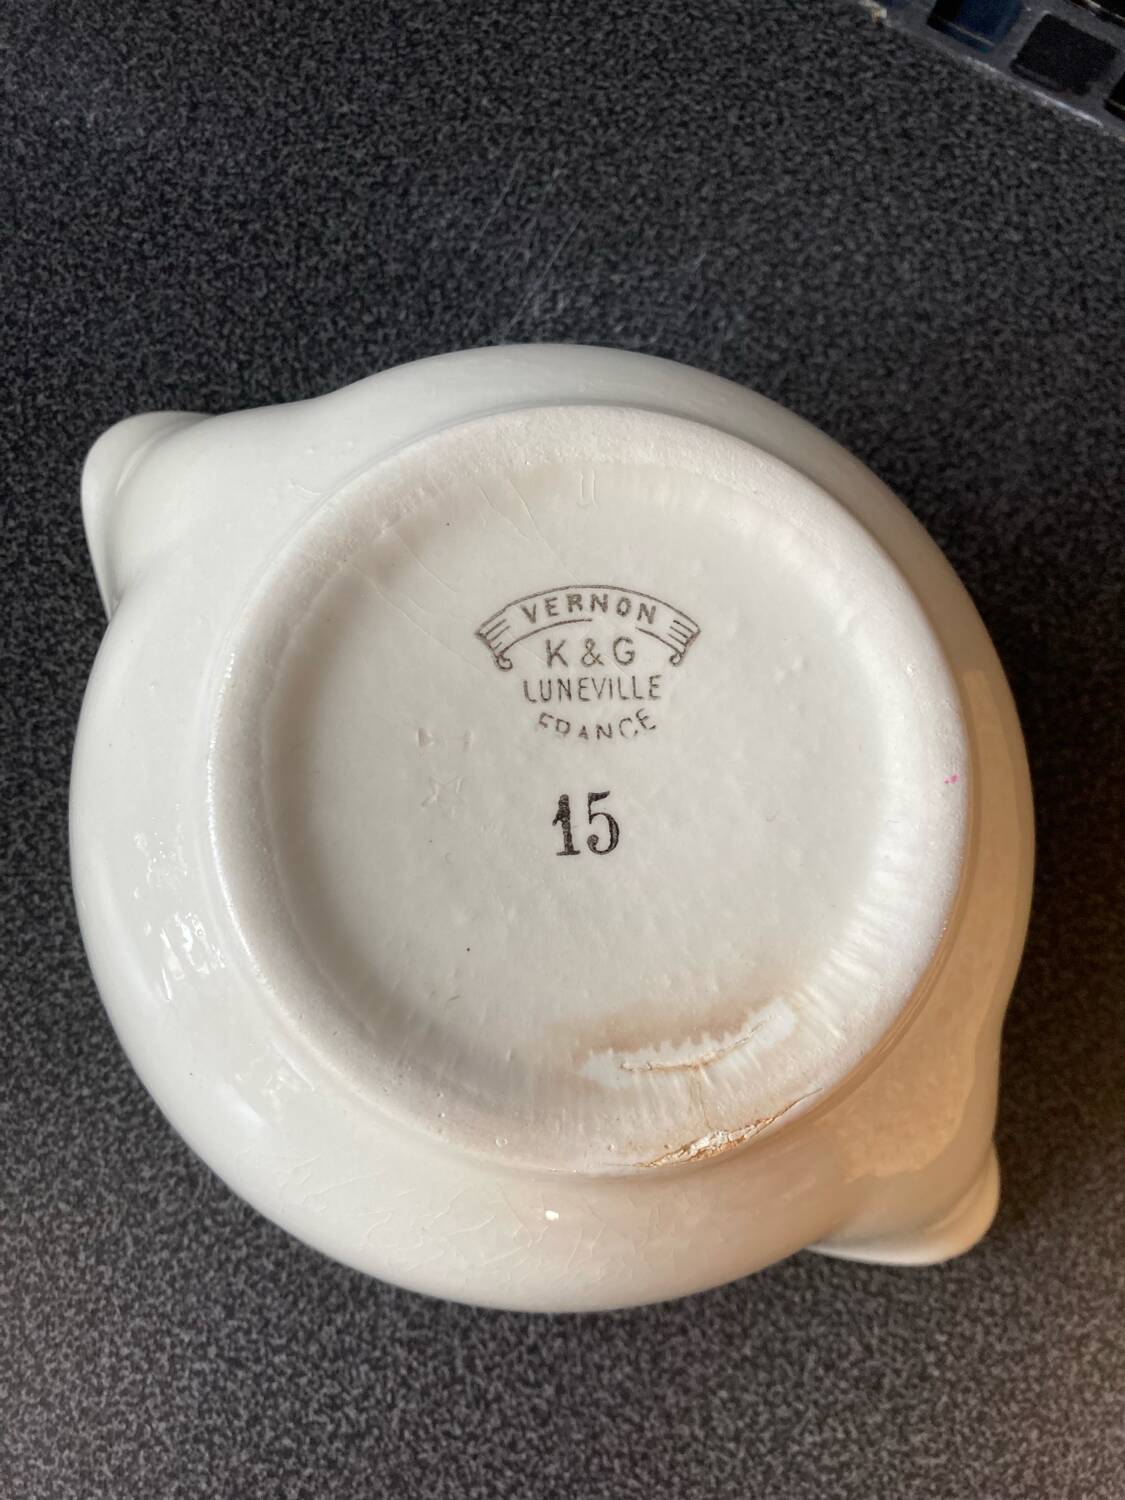 VERNON
K & G
LUNEVILLE
FRANCE
15